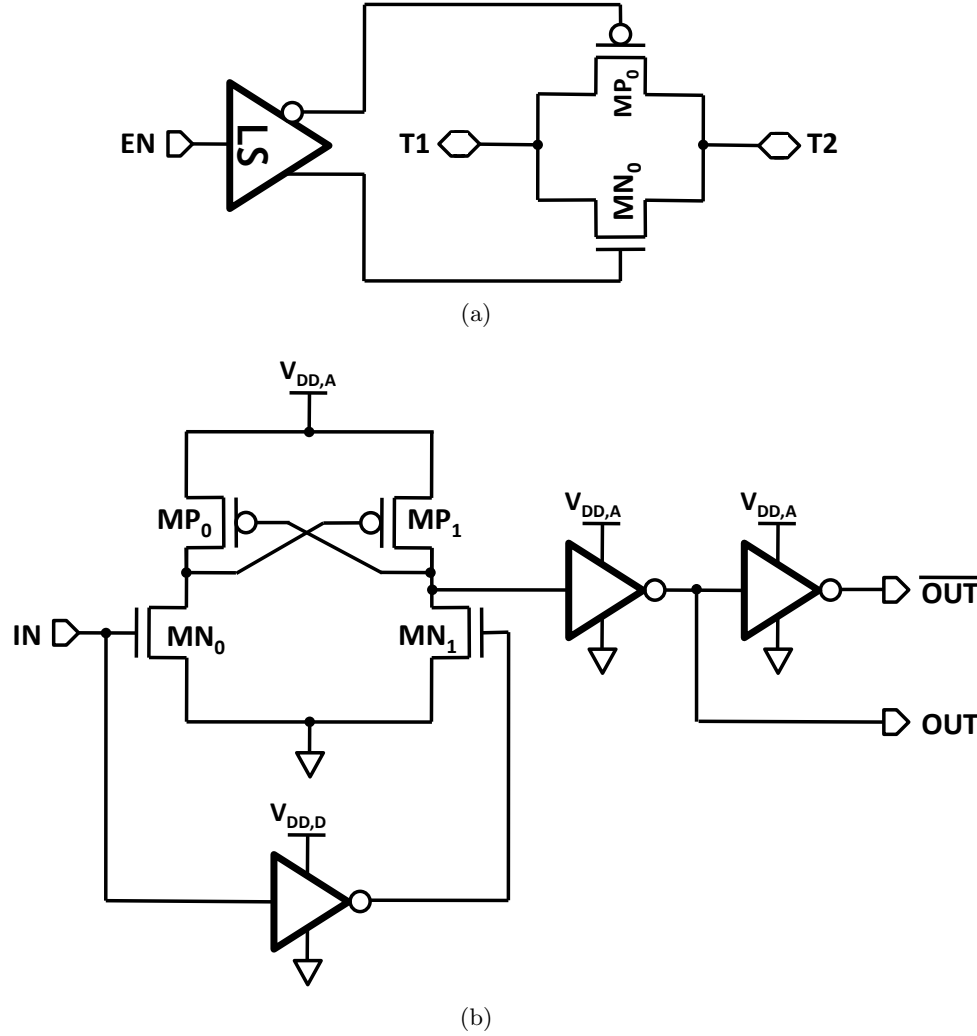 EN
LS
MP0
T1
T2
MN0
(a)
VDD,A
MP0
MP1
VDD,A
VDD,A
OUT
IN
MN0
MN1
OUT
VDD,D
(b)